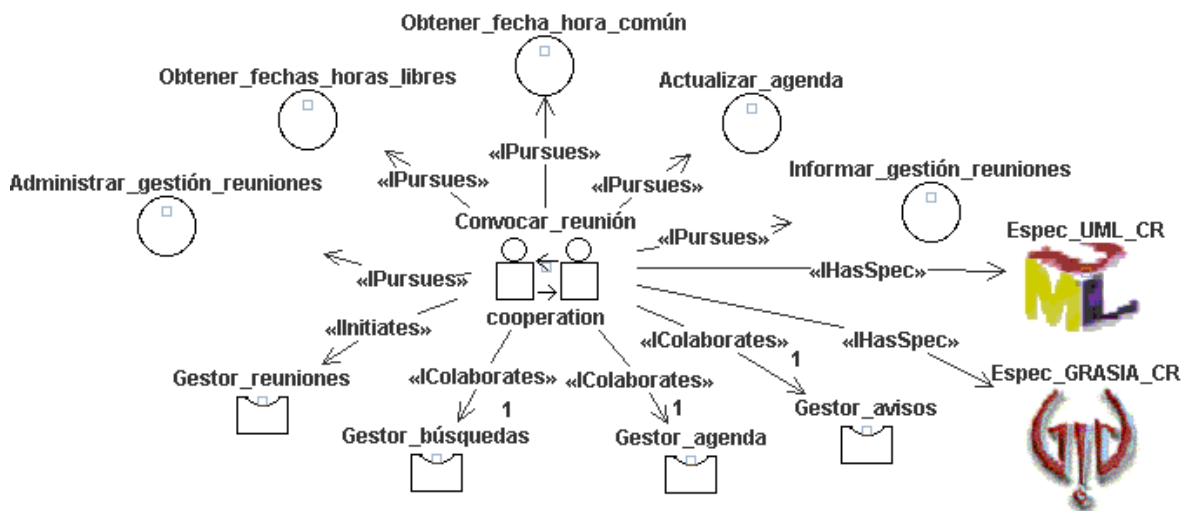 Obtener_fecha_hora_común
Obtener_fechas_horas_libres
Actualizar_agenda
«IPursues»
Administrar_gestión_reuniones
«IPursues»
«IPursues»
Informar_gestión_reuniones
Convocar_reunión
«IPursues»
Espec_UML_CR
«IPursues»
«IHasSpec»
UML
cooperation
«IInitiates»
«IColaborates»
«IHasSpec»
Gestor_reuniones
«IColaborates»
«IColaborates»
1
Espec_GRASIA_CR
1
1
Gestor_avisos
Gestor_búsquedas
Gestor_agenda